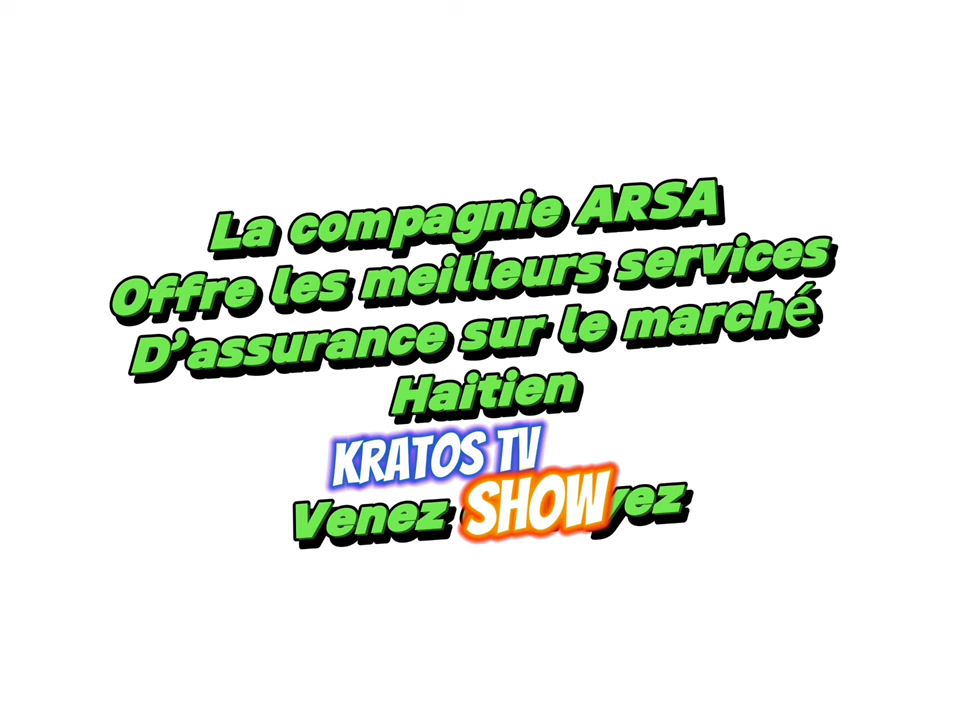 La compagnie ARSA
Offre les meilleurs services
D'assurance sur le marché
Haitien
KRATOS TV
SHOW
Venez